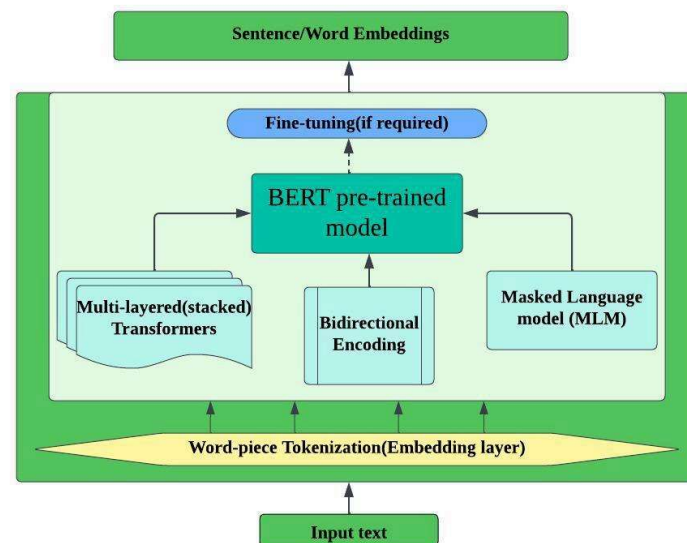 Sentence/Word Embeddings
Fine-tuning(if required)
BERT pre-trained
model
Multi-layered(stacked)
Transformers
Bidirectional
Encoding
Masked Language
model (MLM)
Word-piece Tokenization(Embedding layer)
Input text